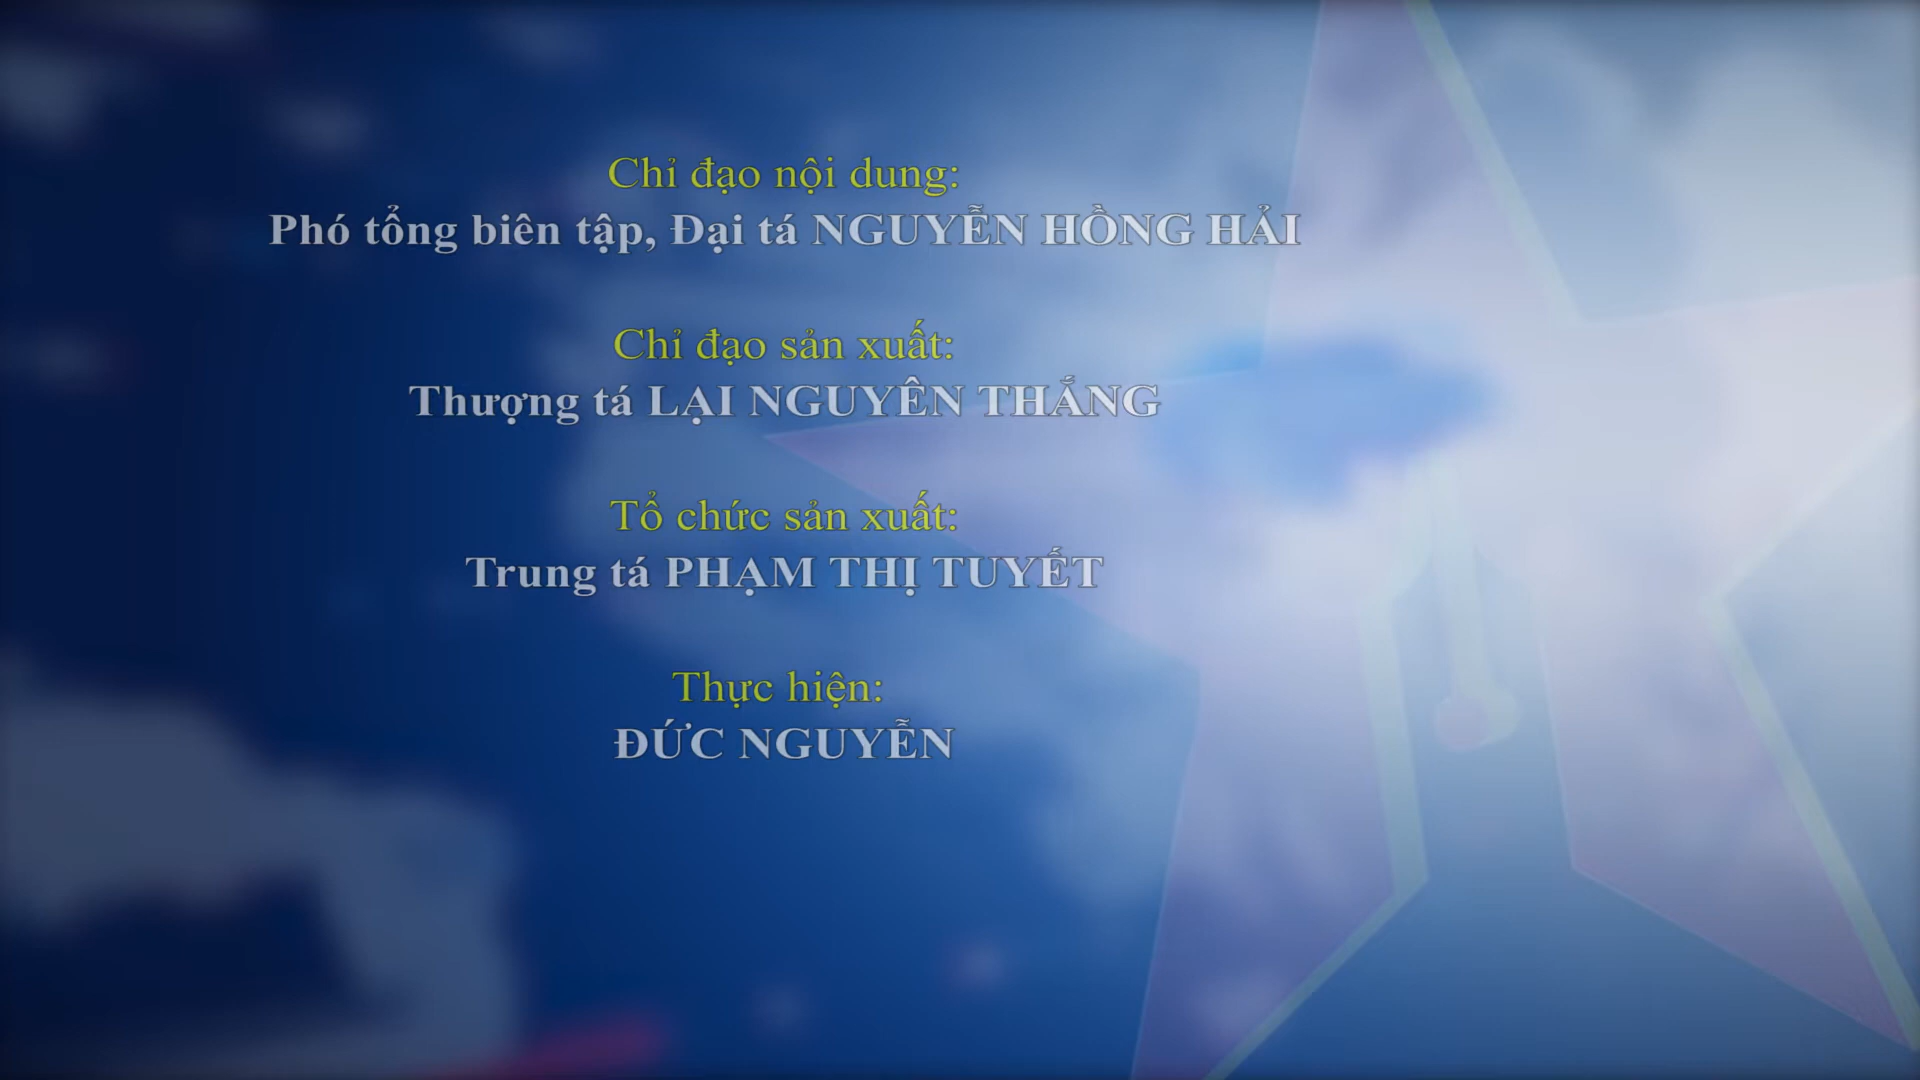 Chỉ đạo nội dung:
Phó tổng biên tập, Đại tá NGUYỄN HỒNG HẢI
Chỉ đạo sản xuất:
Thượng tá LẠI NGUYÊN THẮNG
Tổ chức sản xuất:
Trung tá PHẠM THỊ TUYẾT
Thực hiện:
ĐỨC NGUYỄN